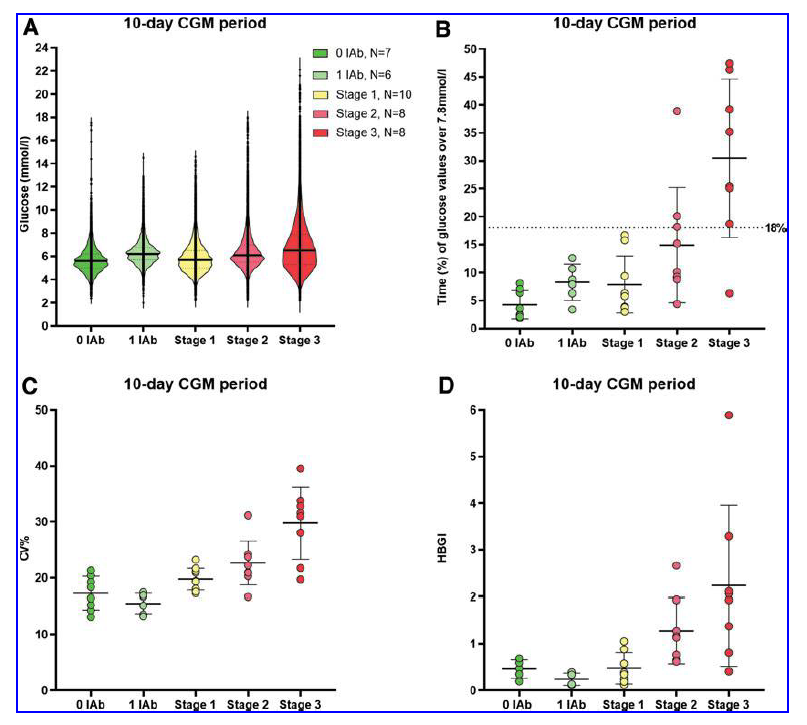 A
10-day CGM period
24
22
20
18
16
14
12
10
8
6
4
2
0
Glucose (mmol/l)
0 IAb, N=7
1 IAb, N=6
Stage 1, N=10
Stage 2, N=8
Stage 3, N=8
0 IAb
1 IAb
Stage 1
Stage 2
Stage 3
B
10-day CGM period
50
45
40
35
30
25
20
15
10
5
0
Time (%) of glucose values over 7.8mmol/l
18%
0 IAb
1 IAb
Stage 1
Stage 2
Stage 3
C
10-day CGM period
50
40
30
20
10
0
CV%
0 IAb
1 IAb
Stage 1
Stage 2
Stage 3
D
10-day CGM period
6
5
4
3
2
1
0
HBGI
0 IAb
1 IAb
Stage 1
Stage 2
Stage 3